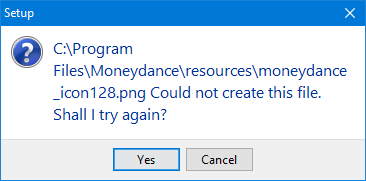 Setup
C:\Program
Files\Moneydance\resources\moneydance
_icon128.png Could not create this file.
Shall I try again?
Yes
Cancel